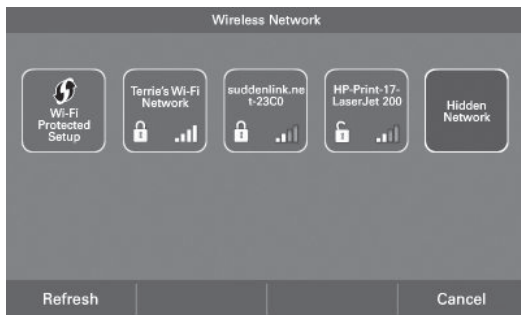 Wireless Network
Wi-Fi
Protected
Setup
Terrie's Wi-Fi
Network
suddenlink.ne
t-23C0
HP-Print-17-
LaserJet 200
Hidden
Network
Refresh
Cancel